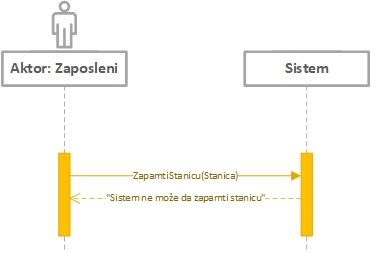 Aktor: Zaposleni
Sistem
ZapamtiStanicu(Stanica)
"Sistem ne može da zapamti stanicu"